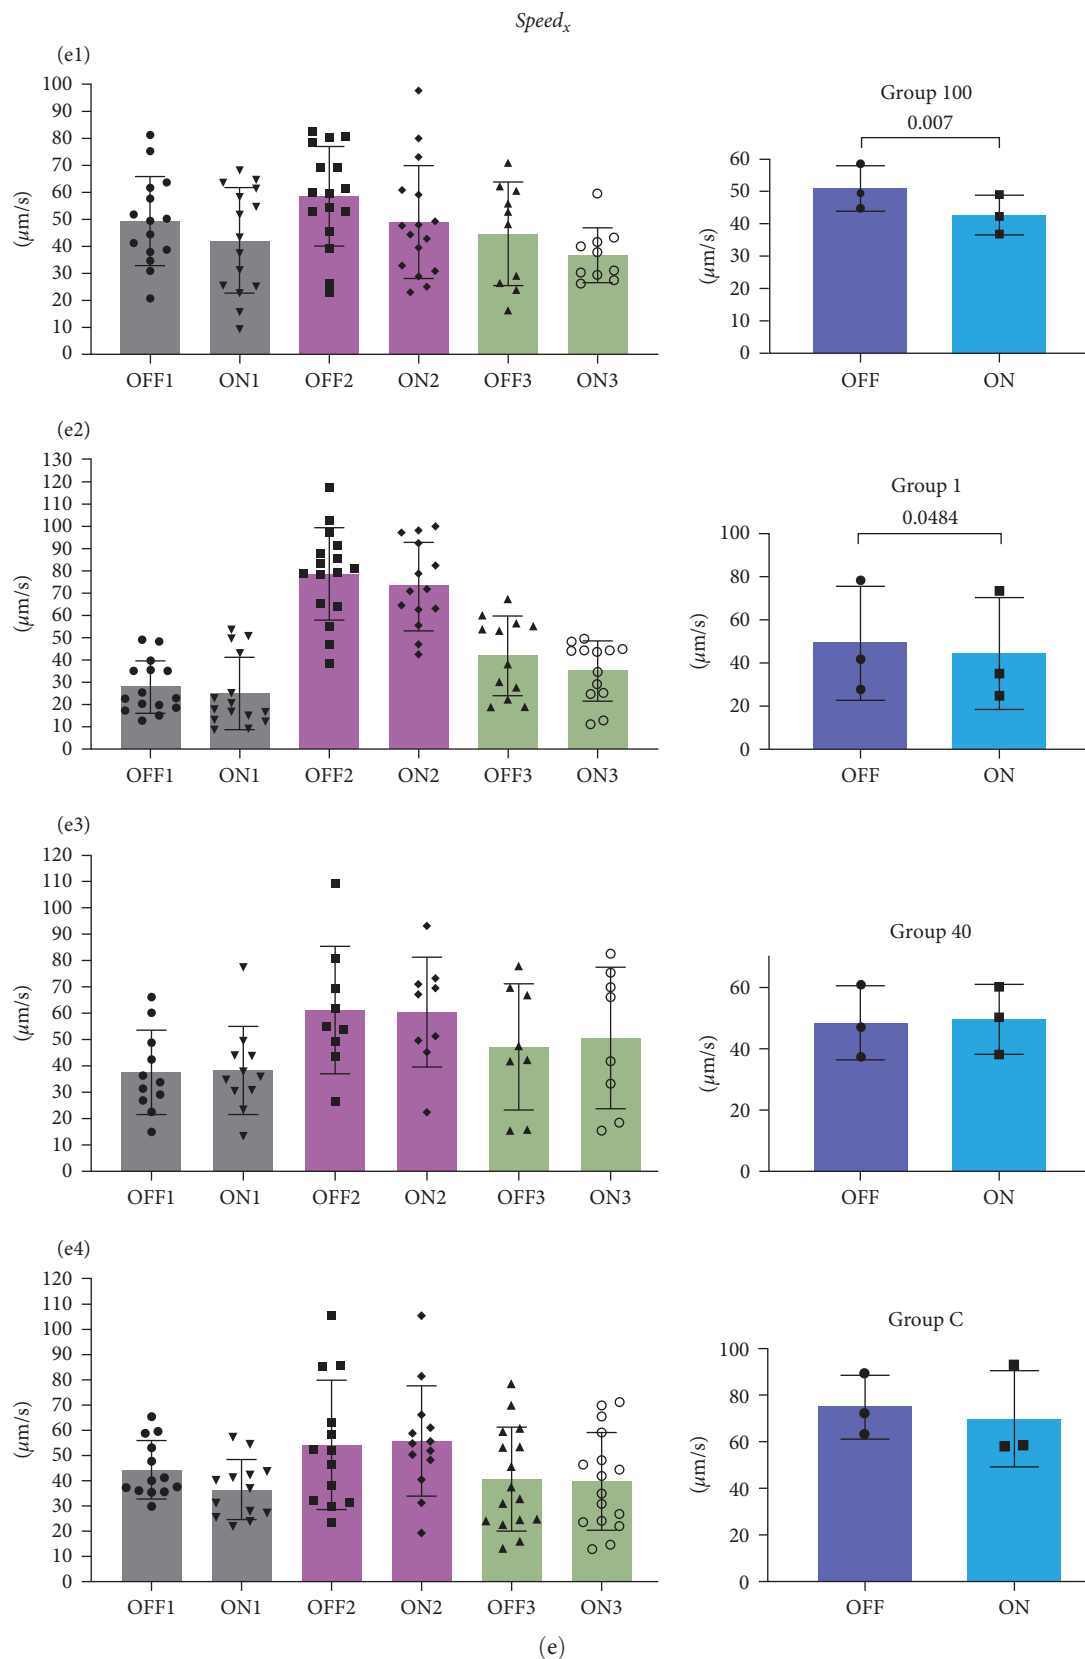 Speedₓ
(e1)
(μm/s)
100
90
80
70
60
50
40
30
20
10
0
OFF1 ON1 OFF2 ON2 OFF3 ON3
Group 100
0.007
(μm/s)
60
50
40
30
20
10
0
OFF ON
(e2)
(μm/s)
130
120
110
100
90
80
70
60
50
40
30
20
10
0
OFF1 ON1 OFF2 ON2 OFF3 ON3
Group 1
0.0484
(μm/s)
100
80
60
40
20
0
OFF ON
(e3)
(μm/s)
120
110
100
90
80
70
60
50
40
30
20
10
0
OFF1 ON1 OFF2 ON2 OFF3 ON3
Group 40
(μm/s)
60
40
20
0
OFF ON
(e4)
(μm/s)
120
110
100
90
80
70
60
50
40
30
20
10
0
OFF1 ON1 OFF2 ON2 OFF3 ON3
Group C
(μm/s)
100
80
60
40
20
0
OFF ON
(e)